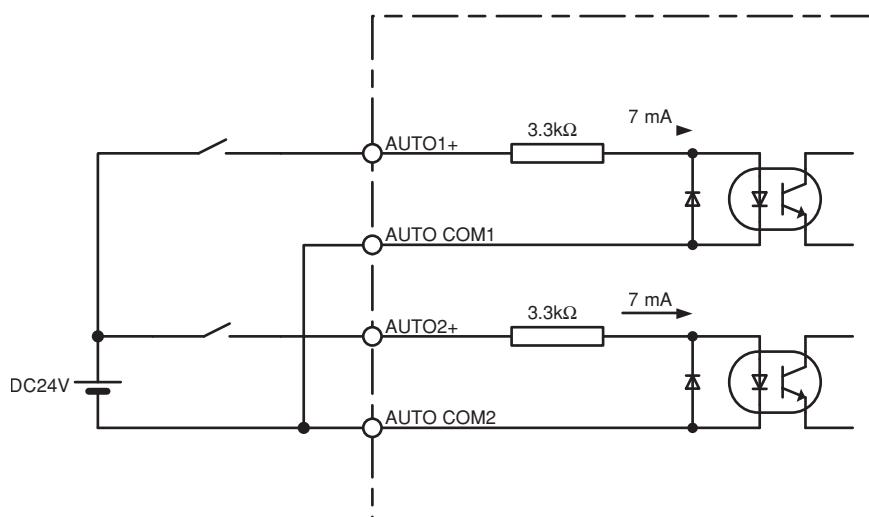 3.3kΩ
7 mA
AUTO1+
AUTO COM1
3.3kΩ
7 mA
AUTO2+
DC24V
AUTO COM2